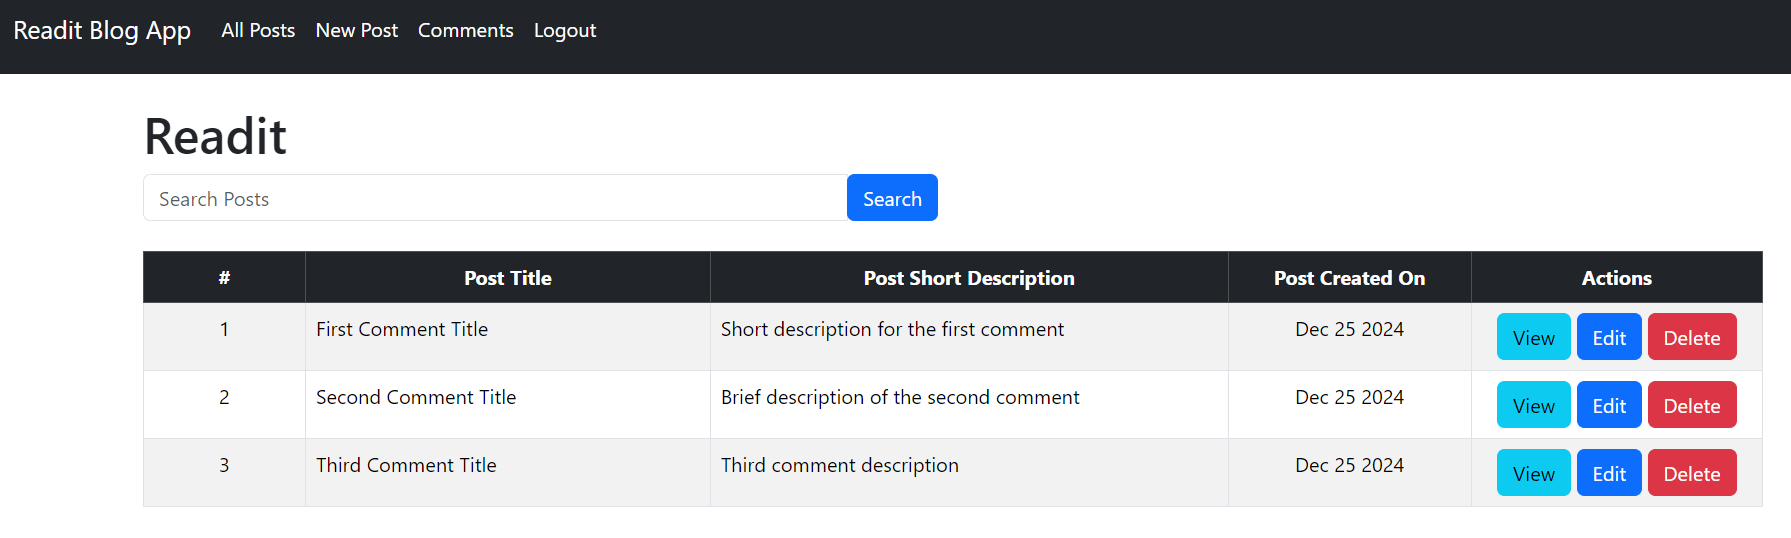 Readit Blog App All Posts New Post Comments Logout
Readit
Search Posts Search
# Post Title Post Short Description Post Created On Actions
1 First Comment Title Short description for the first comment Dec 25 2024 View Edit Delete
2 Second Comment Title Brief description of the second comment Dec 25 2024 View Edit Delete
3 Third Comment Title Third comment description Dec 25 2024 View Edit Delete